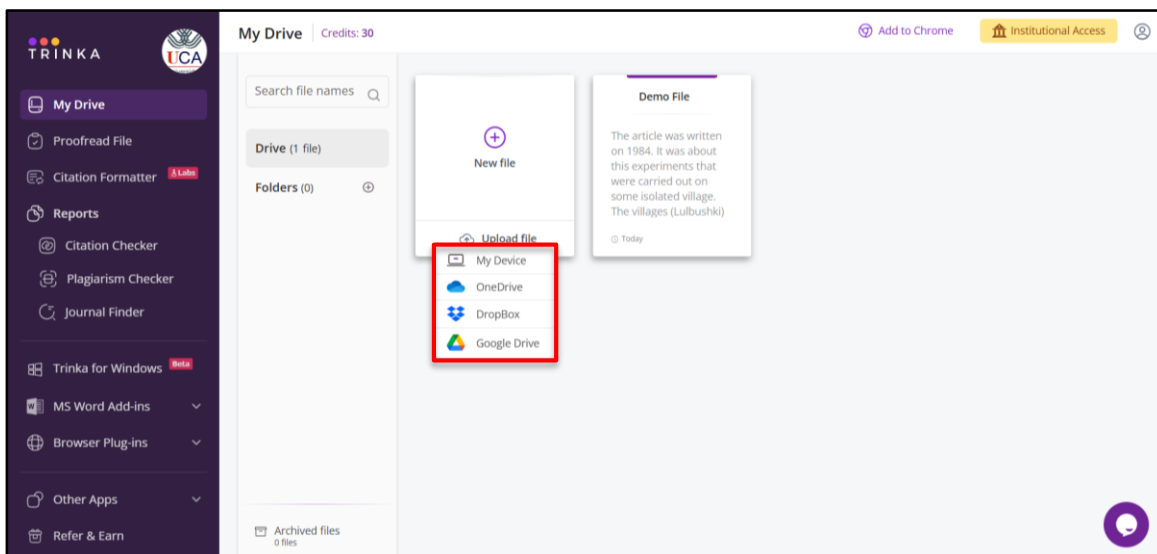 TRINKA
UCA
My Drive
Proofread File
Citation Formatter Labs
Reports
Citation Checker
Plagiarism Checker
Journal Finder
Trinka for Windows Beta
MS Word Add-ins
Browser Plug-ins
Other Apps
Refer & Earn
My Drive Credits: 30
Add to Chrome
Institutional Access
Search file names
Drive (1 file)
Folders (0)
Archived files
0 files
New file
Upload file
My Device
OneDrive
DropBox
Google Drive
Demo File
The article was written
on 1984. It was about
this experiments that
were carried out on
some isolated village.
The villages (Lulbushki)
Today